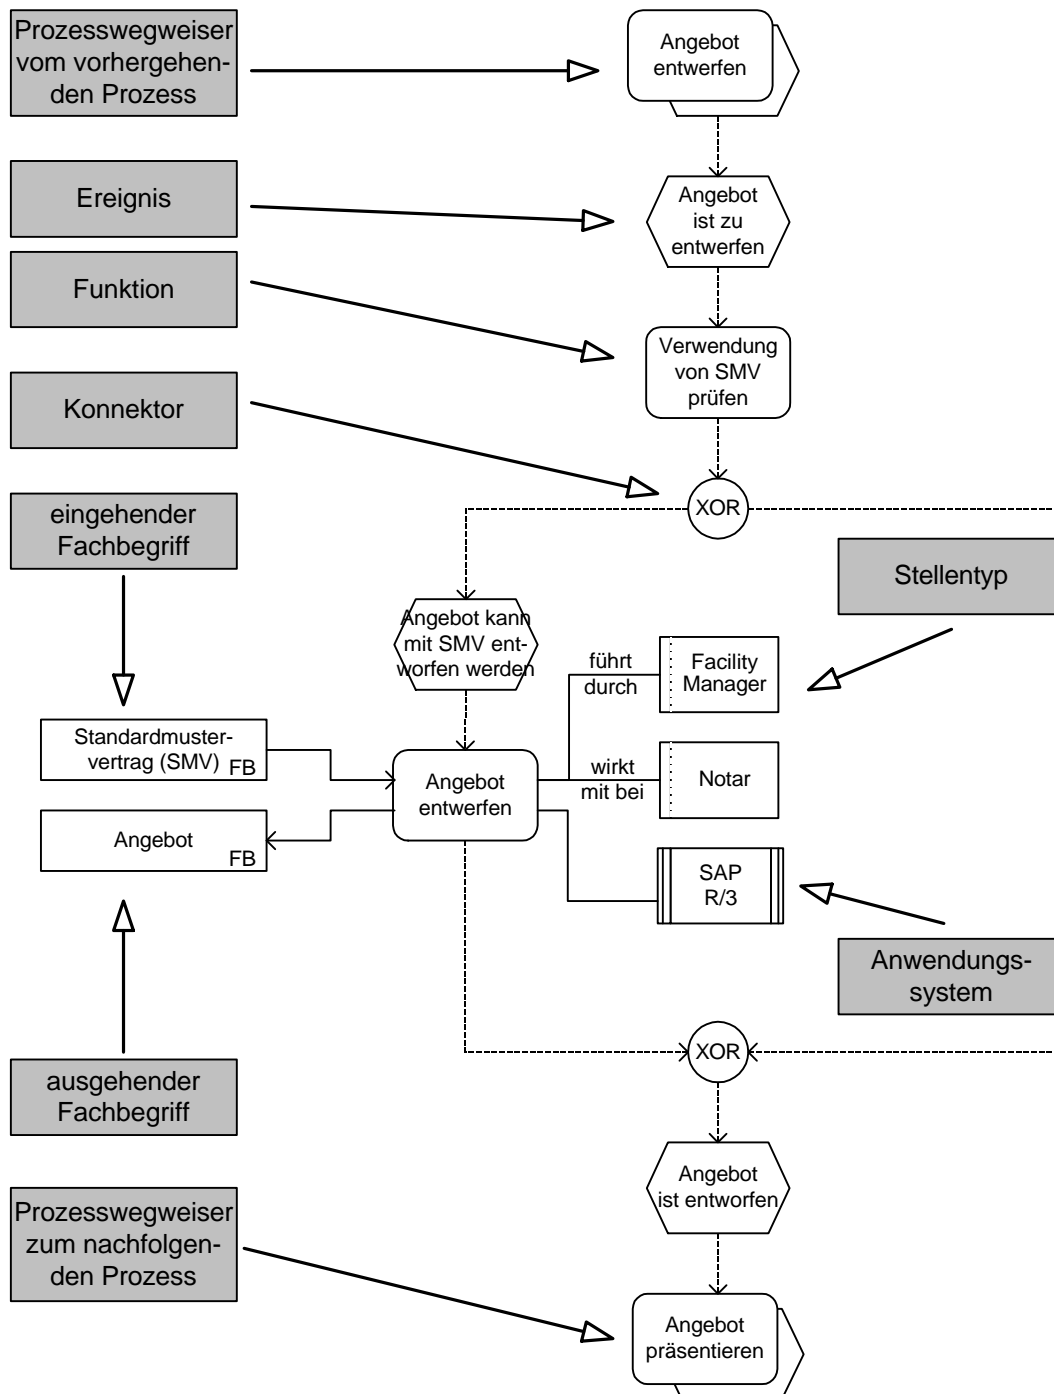 Prozesswegweiser
vom vorhergehen-
den Prozess
Angebot
entwerfen
Ereignis
Angebot
ist zu
entwerfen
Funktion
Verwendung
von SMV
prüfen
Konnektor
XOR
eingehender
Fachbegriff
Stellentyp
Angebot kann
mit SMV ent-
worfen werden
führt
durch
Facility
Manager
Standardmuster-
vertrag (SMV)
FB
Angebot
entwerfen
wirkt
mit bei
Notar
Angebot
FB
SAP
R/3
Anwendungs-
system
XOR
ausgehender
Fachbegriff
Angebot
ist entworfen
Prozesswegweiser
zum nachfolgen-
den Prozess
Angebot
präsentieren